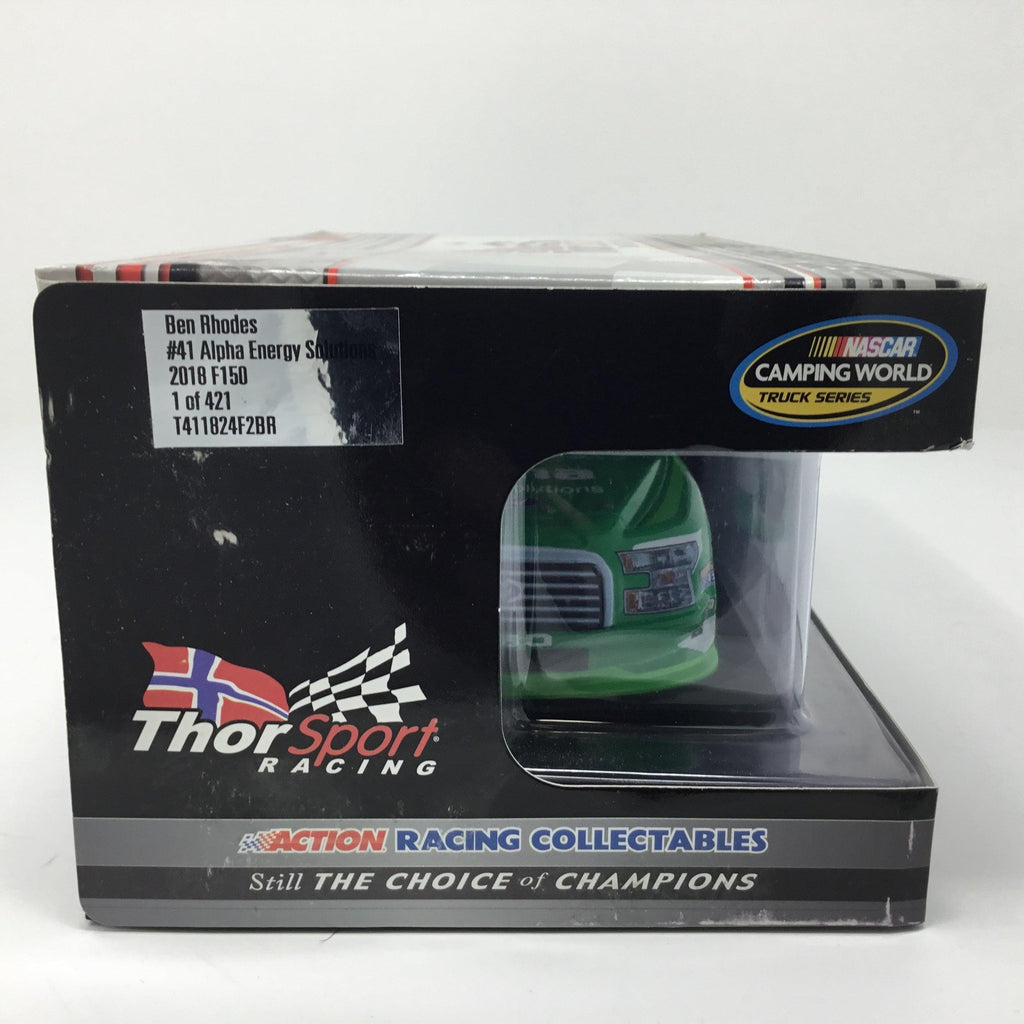 Ben Rhodes
#41 Alpha Energy Solutions
2018 F150
1 of 421
T411824F2BR
NASCAR
CAMPING WORLD
TRUCK SERIES
™
ThorSport®
RACING
ACTION RACING COLLECTABLES
Still THE CHOICE of CHAMPIONS